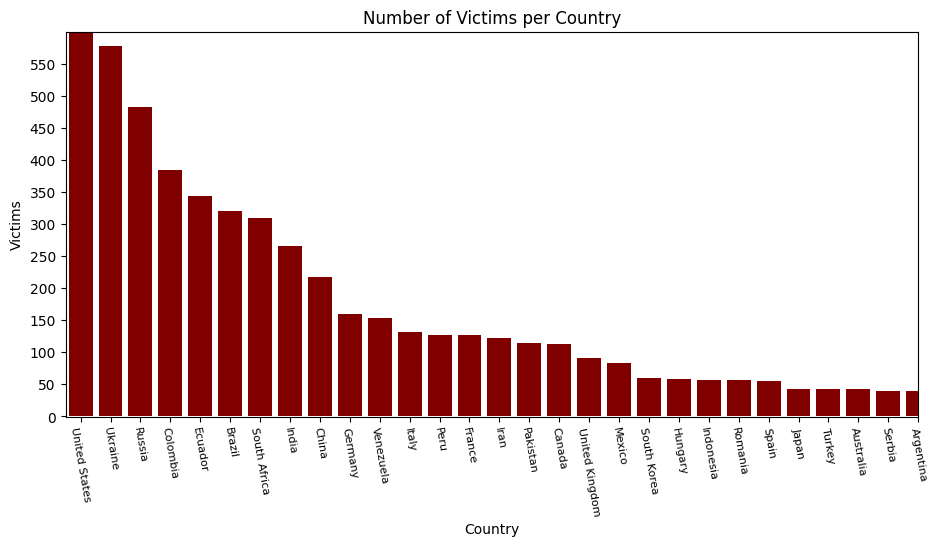 Number of Victims per Country
Victims
550
500
450
400
350
300
250
200
150
100
50
0
United States
Ukraine
Russia
Colombia
Ecuador
Brazil
South Africa
India
China
Germany
Venezuela
Italy
Peru
France
Iran
Pakistan
Canada
United Kingdom
Mexico
South Korea
Hungary
Indonesia
Romania
Spain
Japan
Turkey
Australia
Serbia
Argentina
Country